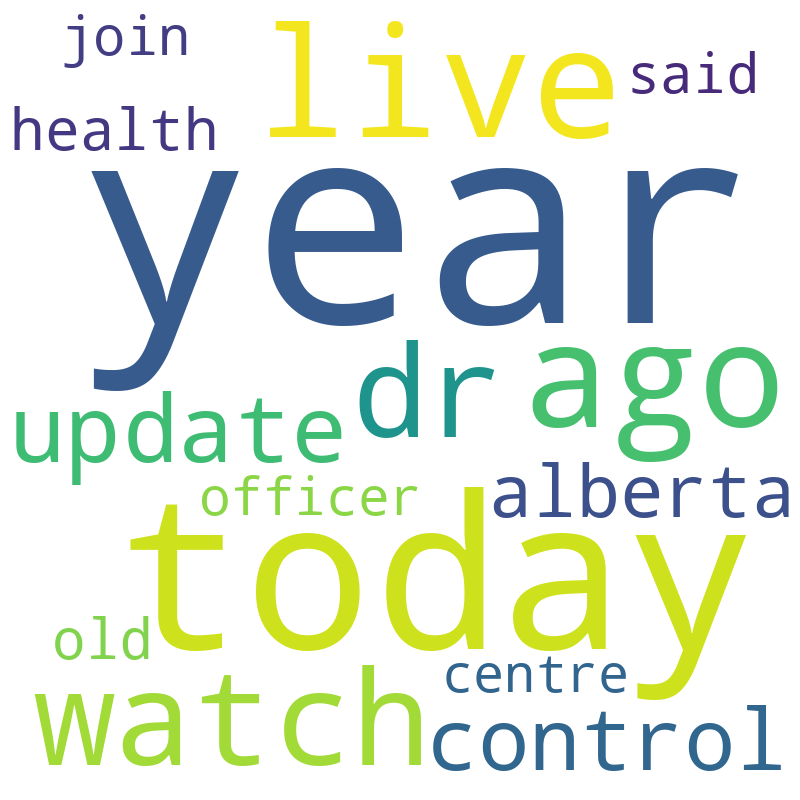 join
live
said
health
year
dr
ago
update
alberta
officer
today
old
centre
watch
control